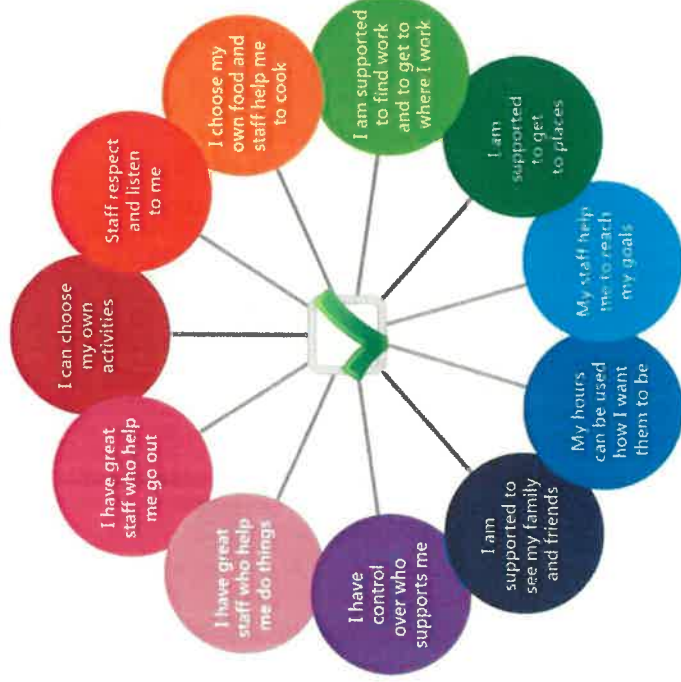 I can choose
my own
activities
Staff respect
and listen
to me
I choose my
own food and
staff help me
to cook
I am supported
to find work
and to get to
where I work
I am
supported
to get
to places
My staff help
me to reach
my goals
My hours
can be used
how I want
them to be
I am
supported to
see my family
and friends
I have
control
over who
supports me
I have great
staff who help
me do things
I have great
staff who help
me go out